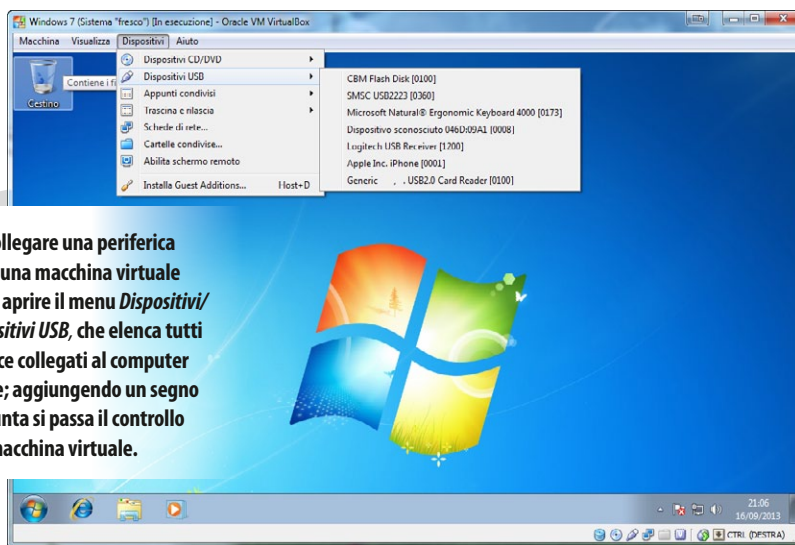 Windows 7 (Sistema "fresco") [In esecuzione] - Oracle VM VirtualBox
Macchina Visualizza Dispositivi Aiuto
Dispositivi CD/DVD
Dispositivi USB
Appunti condivisi
Trascina e rilascia
Schede di rete...
Cartelle condivise...
Abilita schermo remoto
Installa Guest Additions... Host+D
CBM Flash Disk [0100]
SMSC USB2223 [0360]
Microsoft Natural® Ergonomic Keyboard 4000 [0173]
Dispositivo sconosciuto 046D:09A1 [0008]
Logitech USB Receiver [1200]
Apple Inc. iPhone [0001]
Generic , . USB2.0 Card Reader [0100]
Contiene i fi
Cestino
ollegare una periferica
una macchina virtuale
aprire il menu Dispositivi/
sitivi USB, che elenca tutti
ce collegati al computer
e; aggiungendo un segno
unta si passa il controllo
acchina virtuale.
21:06
16/09/2013
CTRL (DESTRA)